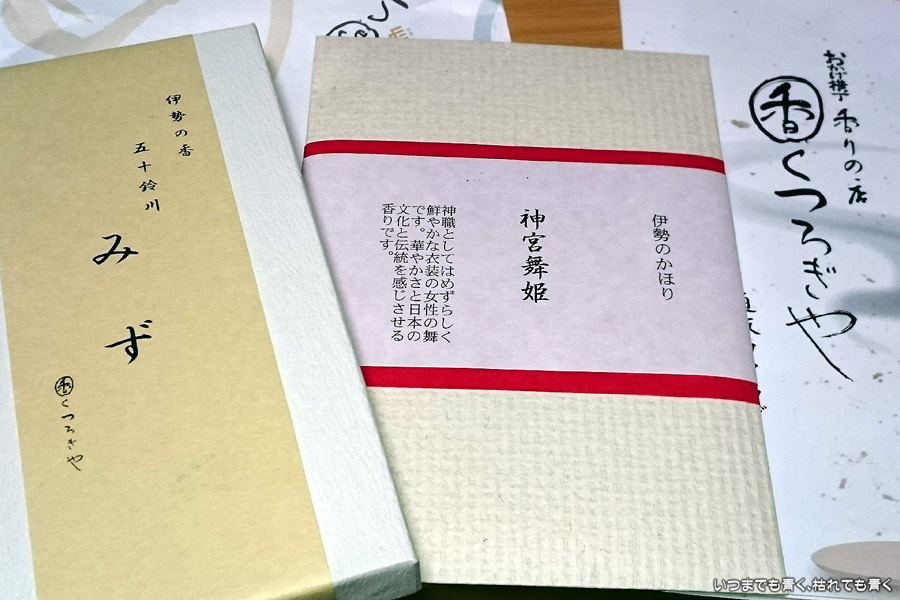 伊勢の香
五十鈴川
みず
香くつろぎや
伊勢のかほり
神宮舞姫
神職としてはめずらしく
鮮やかな衣装の女性の舞
です。華やかさと日本の
文化と伝統を感じさせる
香りです。
おかげ横丁
香りの店
香くつろぎや
いつまでも青く、枯れても青く